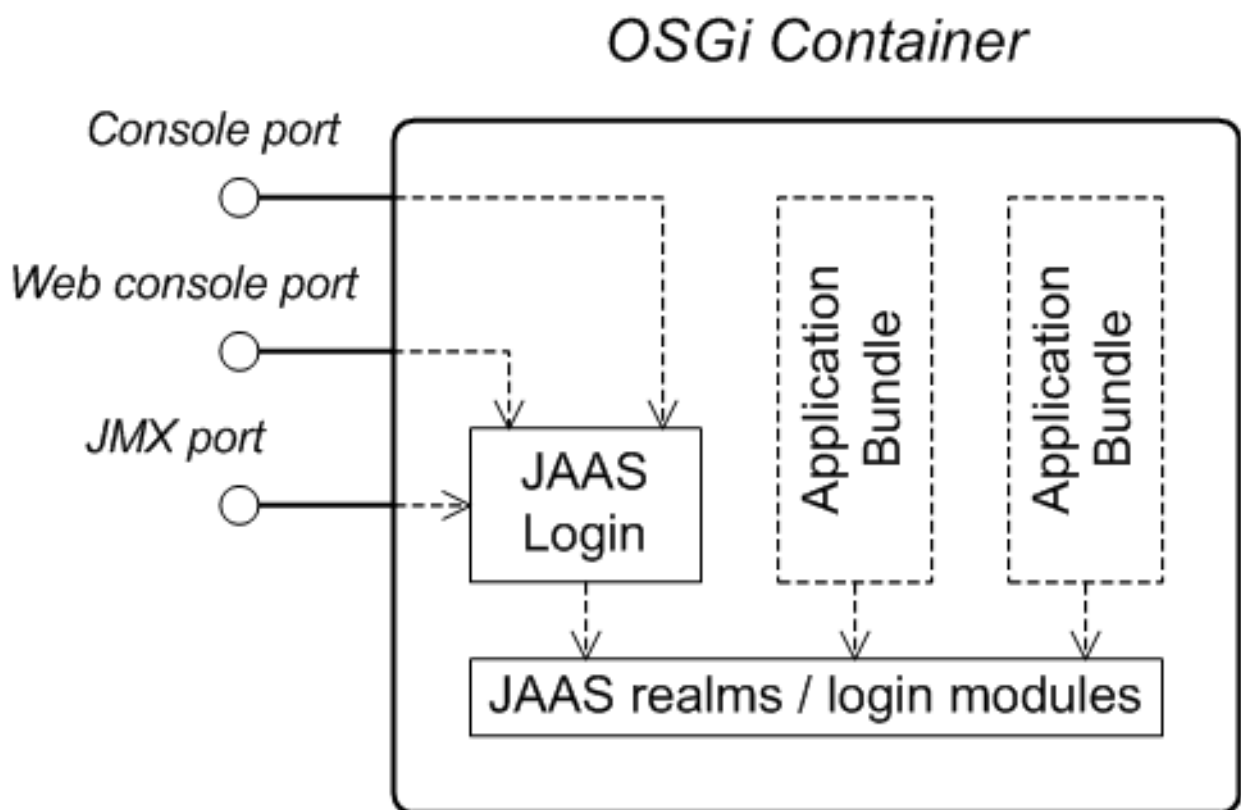 OSGi Container
Console port
Web console port
JMX port
JAAS
Login
Application
Bundle
Application
Bundle
JAAS realms / login modules